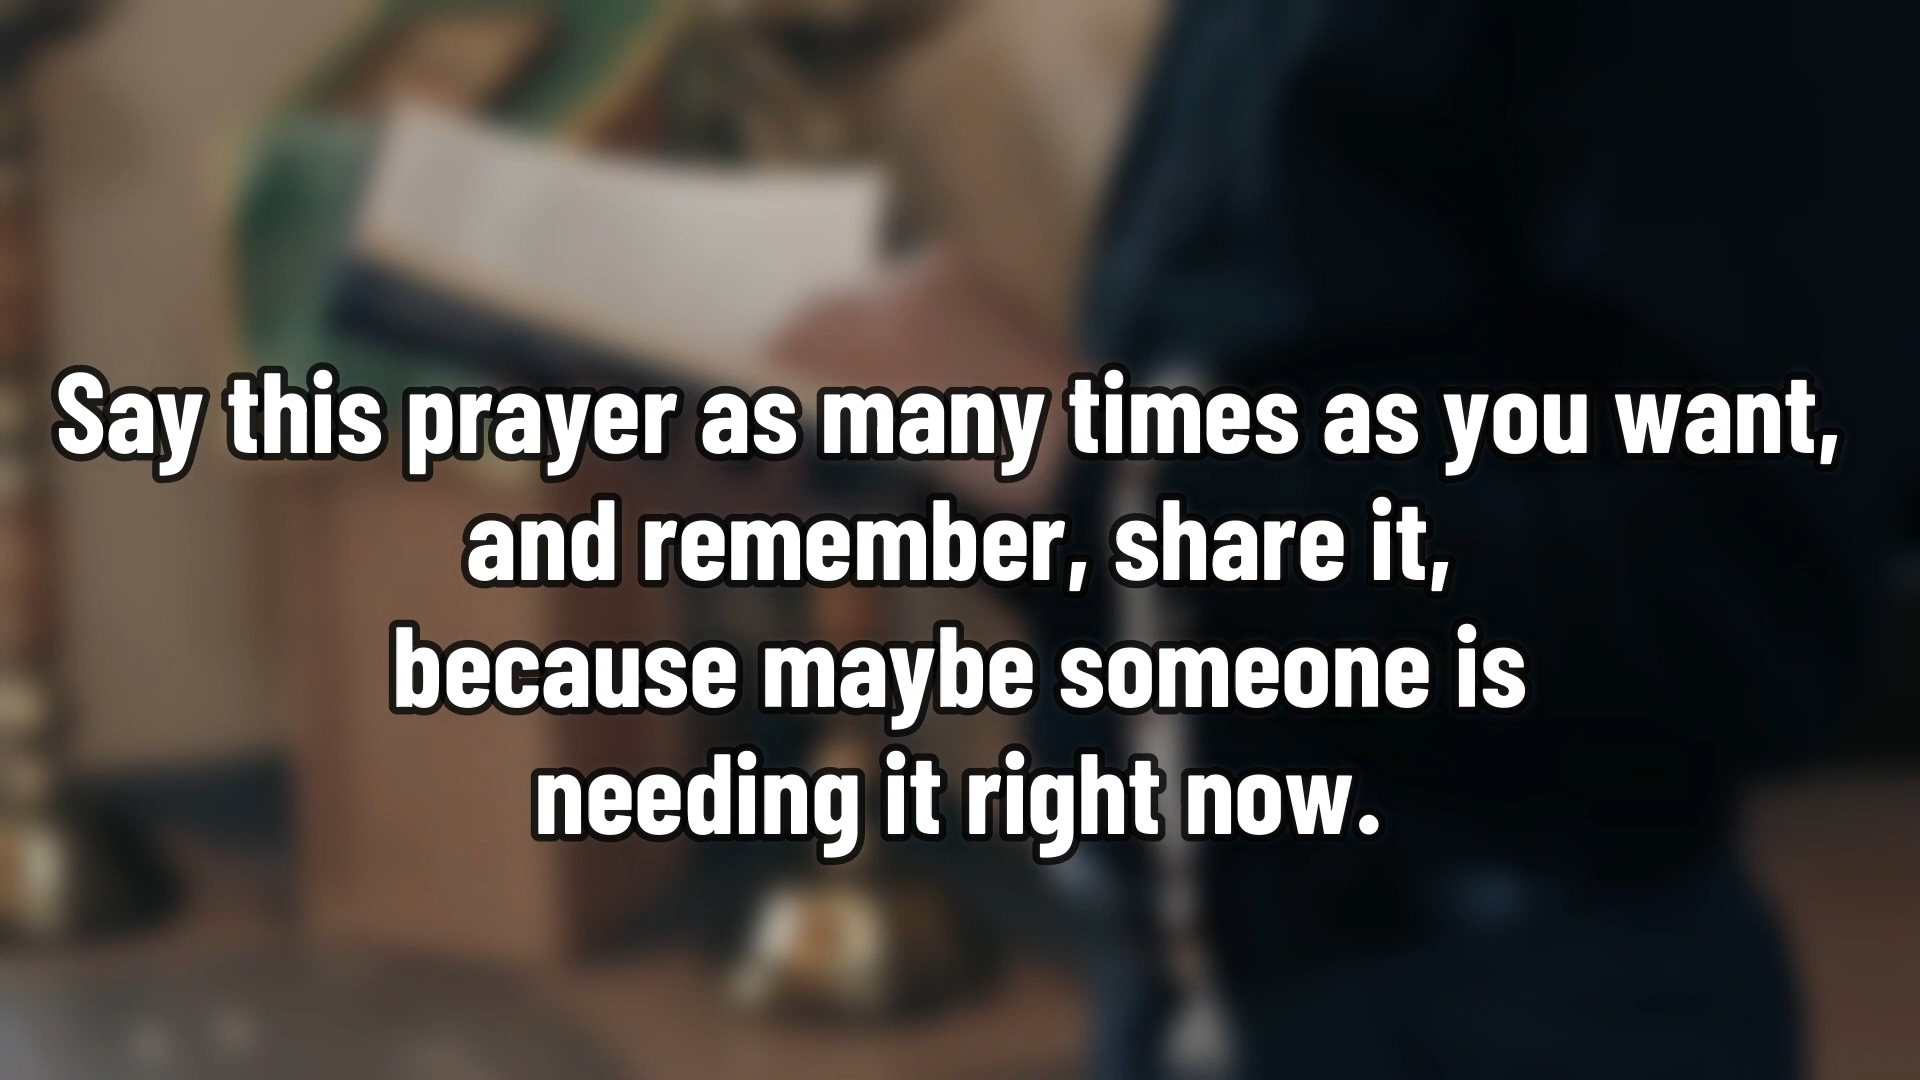 Say this prayer as many times as you want,
and remember, share it,
because maybe someone is
needing it right now.